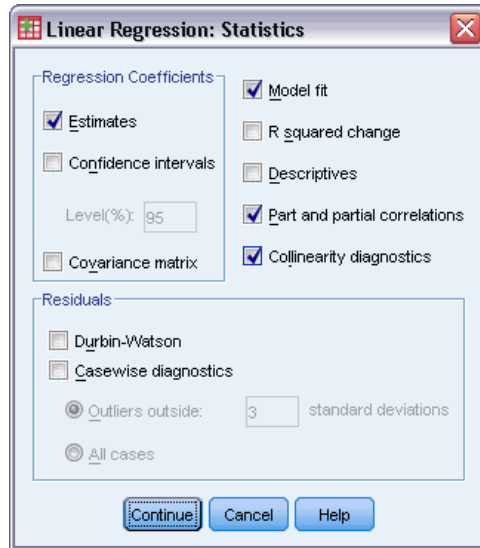 Linear Regression: Statistics
Regression Coefficients
Estimates
Confidence intervals
Level(%): 95
Covariance matrix
Model fit
R squared change
Descriptives
Part and partial correlations
Collinearity diagnostics
Residuals
Durbin-Watson
Casewise diagnostics
Outliers outside: 3 standard deviations
All cases
Continue Cancel Help